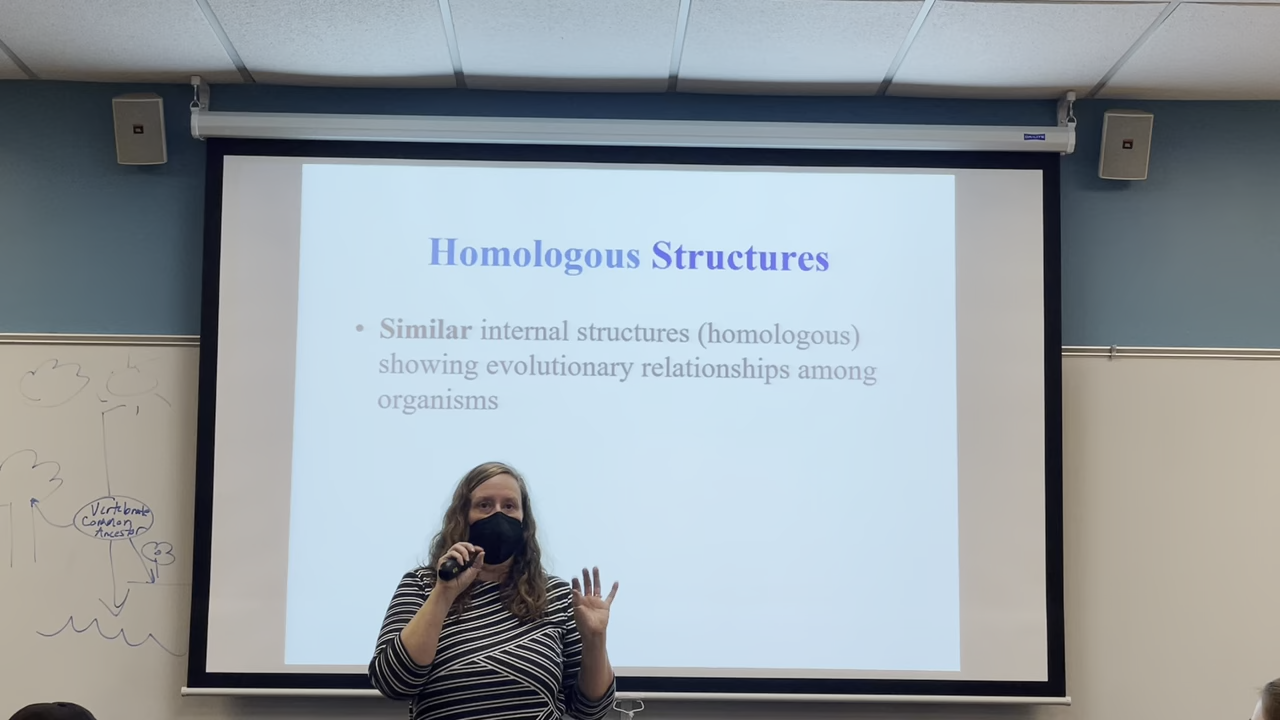 Homologous Structures
• Similar internal structures (homologous)
showing evolutionary relationships among
organisms
Vertebrate
Common
Ancestor